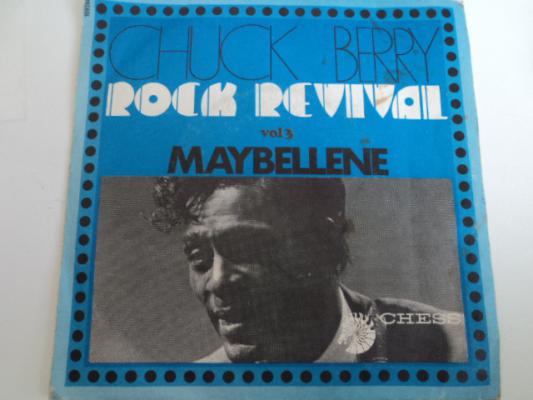 CHUCK BERRY
ROCK REVIVAL
vol 3
MAYBELLENE
CHESS